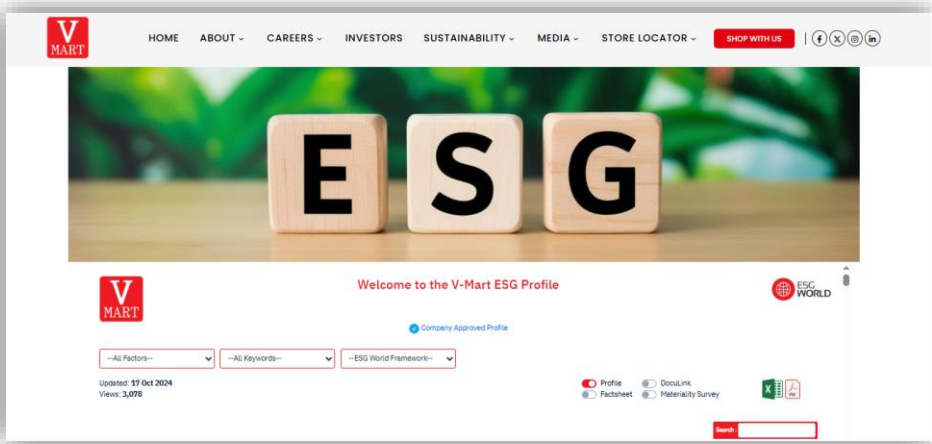 V
MART
HOME ABOUT CAREERS INVESTORS SUSTAINABILITY MEDIA STORE LOCATOR SHOP WITH US
E S G
V
MART
Welcome to the V-Mart ESG Profile
ESG
WORLD
Company Approved Profile
--All Factors-- --All Keywords-- --ESG World Framework--
Updated: 17 Oct 2024
Views: 3,078
Profile DocuLink
Factsheet Materiality Survey
X
PDF
Search :